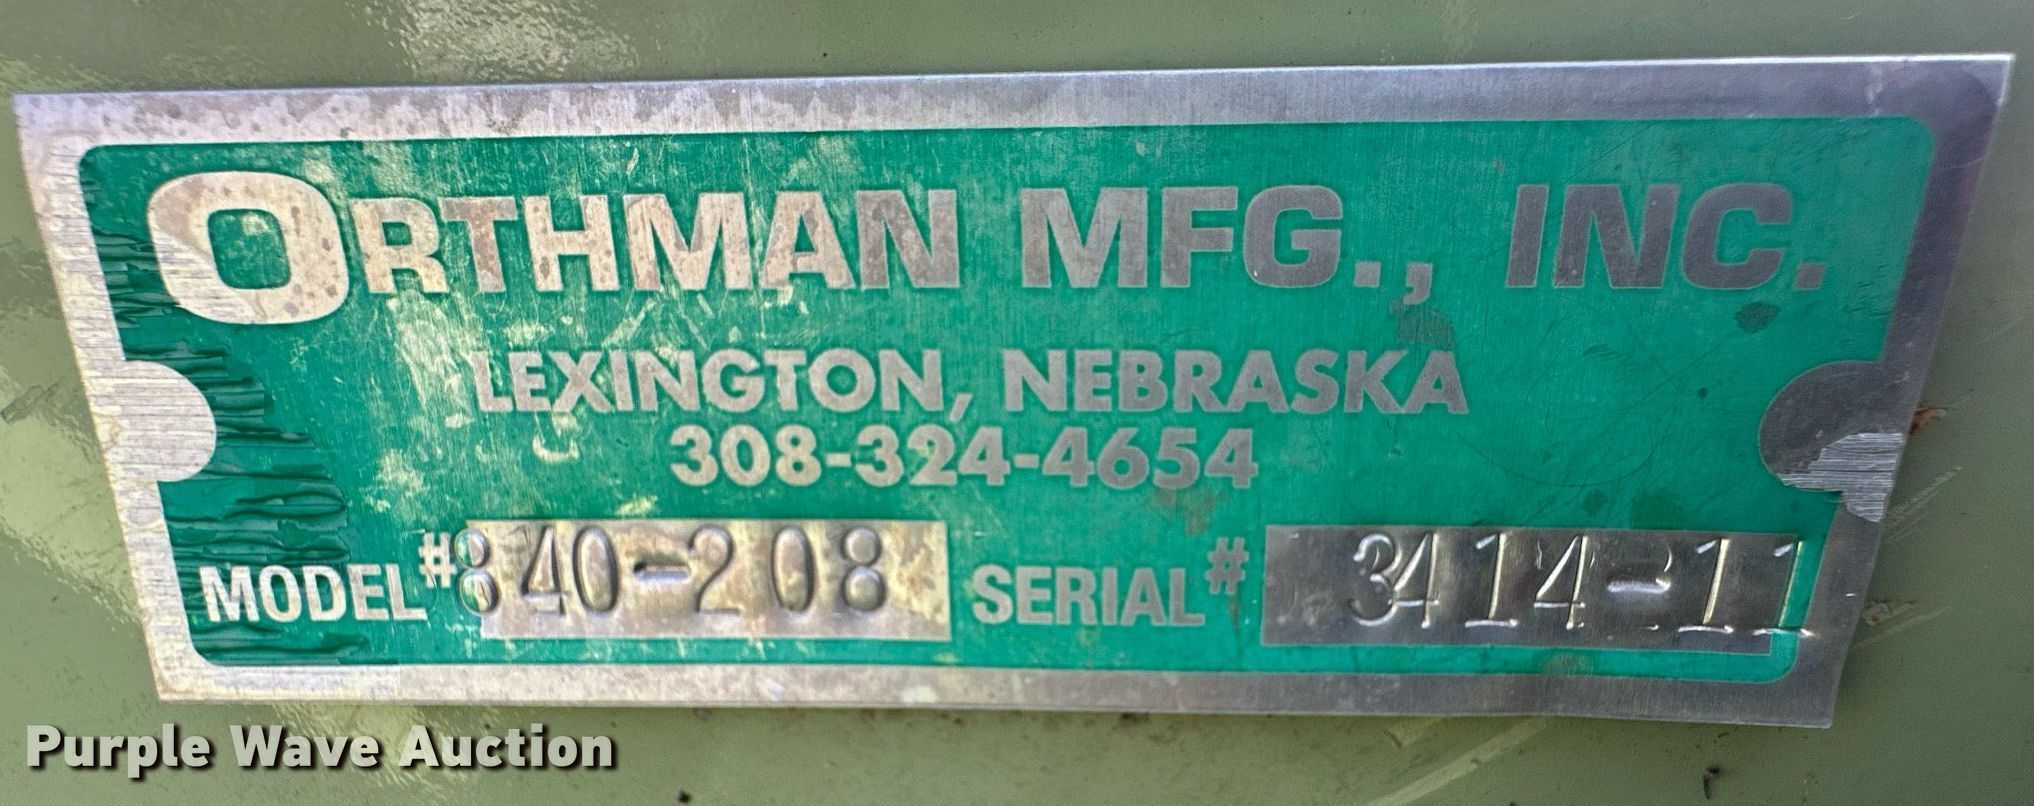 ORTHMAN MFG., INC.
LEXINGTON, NEBRASKA
308-324-4654
MODEL # 840-208 SERIAL # 3414-11
Purple Wave Auction